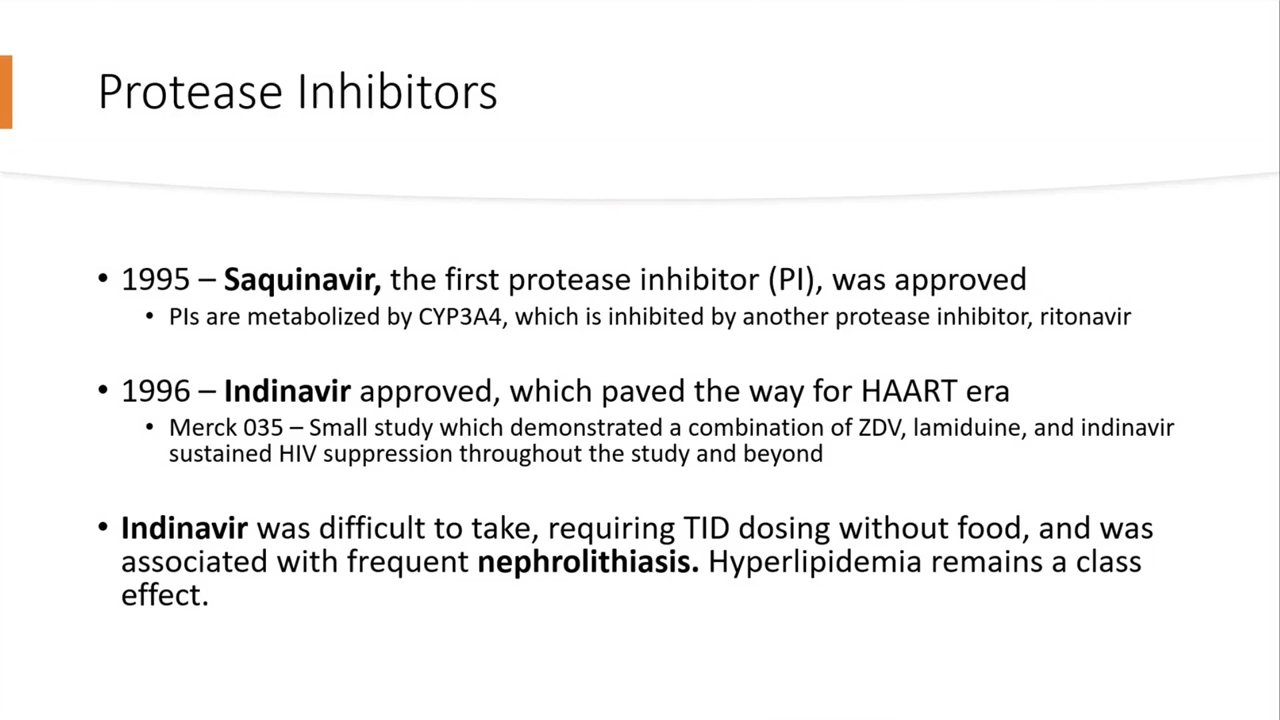 Protease Inhibitors
• 1995 – Saquinavir, the first protease inhibitor (PI), was approved
• PIs are metabolized by CYP3A4, which is inhibited by another protease inhibitor, ritonavir
• 1996 – Indinavir approved, which paved the way for HAART era
• Merck 035 – Small study which demonstrated a combination of ZDV, lamiduine, and indinavir
sustained HIV suppression throughout the study and beyond
• Indinavir was difficult to take, requiring TID dosing without food, and was
associated with frequent nephrolithiasis. Hyperlipidemia remains a class
effect.